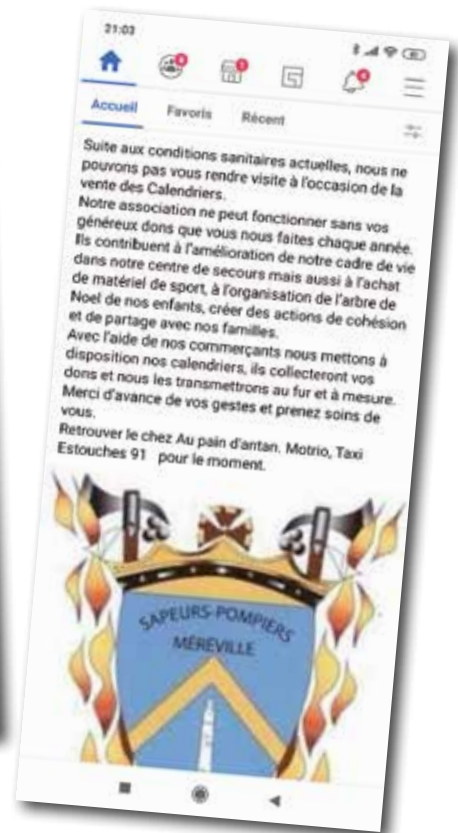 21:03
Accueil Favoris Récent
Suite aux conditions sanitaires actuelles, nous ne
pouvons pas vous rendre visite à l'occasion de la
vente des Calendriers.
Notre association ne peut fonctionner sans vos
généreux dons que vous nous faites chaque année.
Ils contribuent à l'amélioration de notre cadre de vie
dans notre centre de secours mais aussi à l'achat
de matériel de sport, à l'organisation de l'arbre de
Noel de nos enfants, créer des actions de cohésion
et de partage avec nos familles.
Avec l'aide de nos commerçants nous mettons à
disposition nos calendriers, ils collecteront vos
dons et nous les transmettrons au fur et à mesure.
Merci d'avance de vos gestes et prenez soins de
vous.
Retrouver le chez Au pain d'antan. Motrio, Taxi
Estouches 91 pour le moment.
SAPEURS-POMPIERS
MÉRÉVILLE